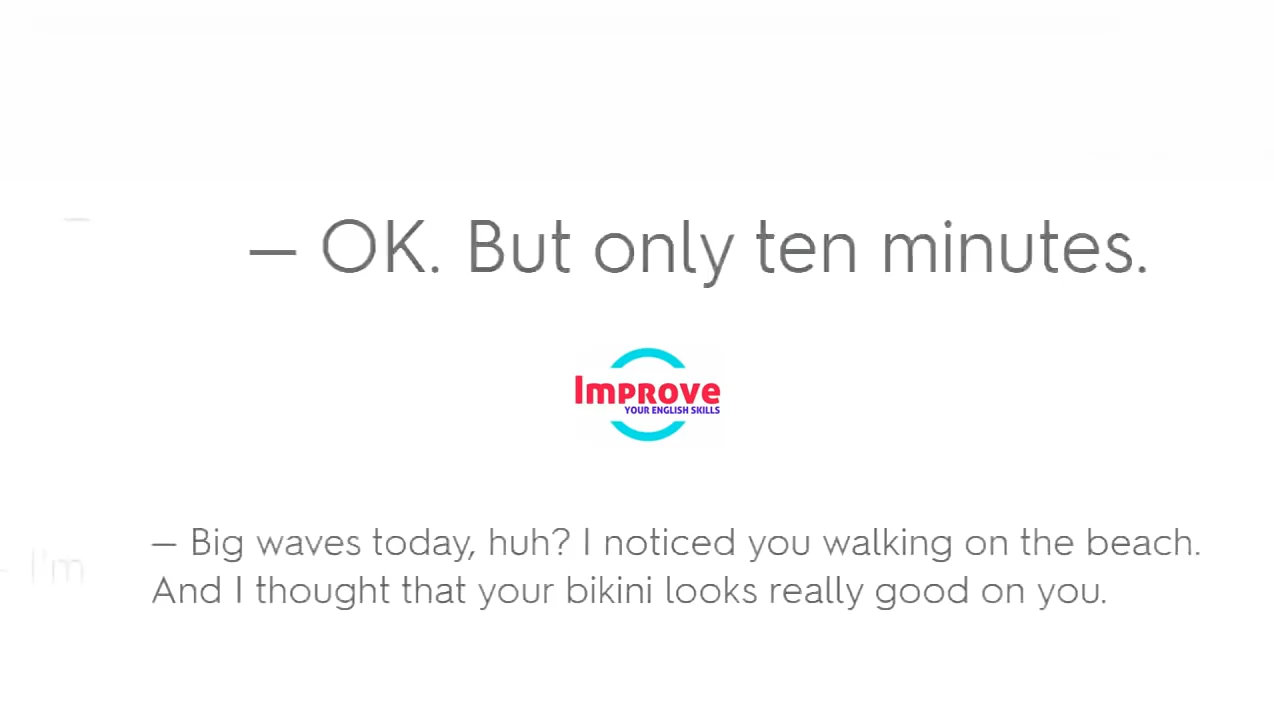 – OK. But only ten minutes.
Improve
YOUR ENGLISH SKILLS
– Big waves today, huh? I noticed you walking on the beach.
And I thought that your bikini looks really good on you.
– I'm